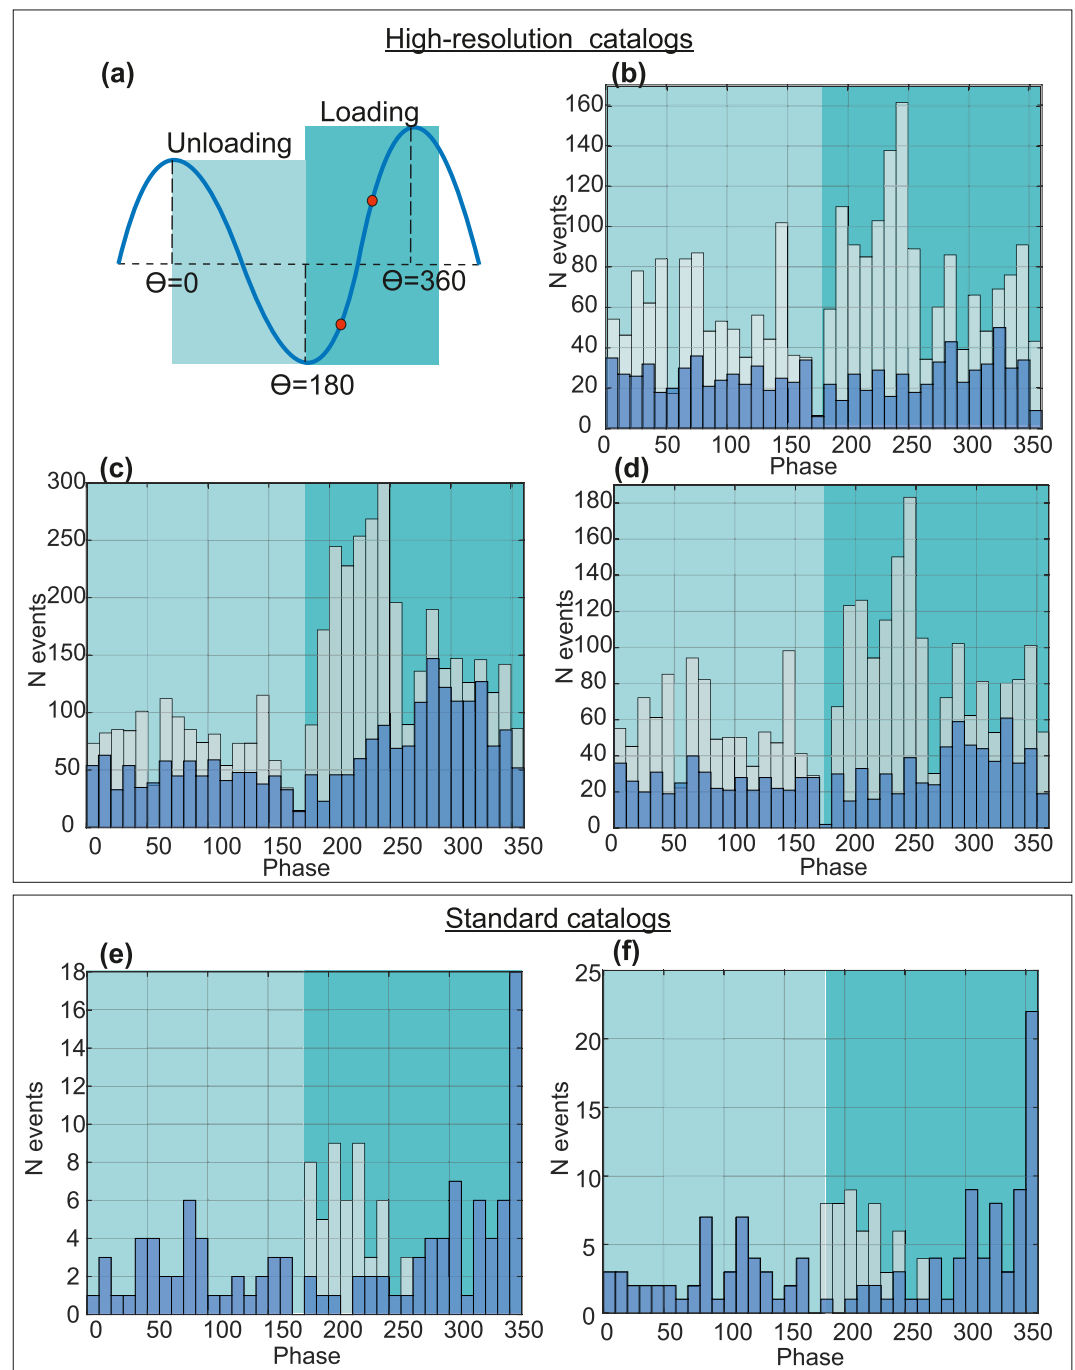 High-resolution catalogs
(a)
Unloading
Loading
Ɵ=0
Ɵ=180
Ɵ=360
(b)
160
140
120
100
80
60
40
20
0
N events
0 50 100 150 200 250 300 350
Phase
(c)
300
250
200
150
100
50
0
N events
0 50 100 150 200 250 300 350
Phase
(d)
180
160
140
120
100
80
60
40
20
0
N events
0 50 100 150 200 250 300 350
Phase
Standard catalogs
(e)
18
16
14
12
10
8
6
4
2
0
N events
0 50 100 150 200 250 300 350
Phase
(f)
25
20
15
10
5
0
N events
0 50 100 150 200 250 300 350
Phase